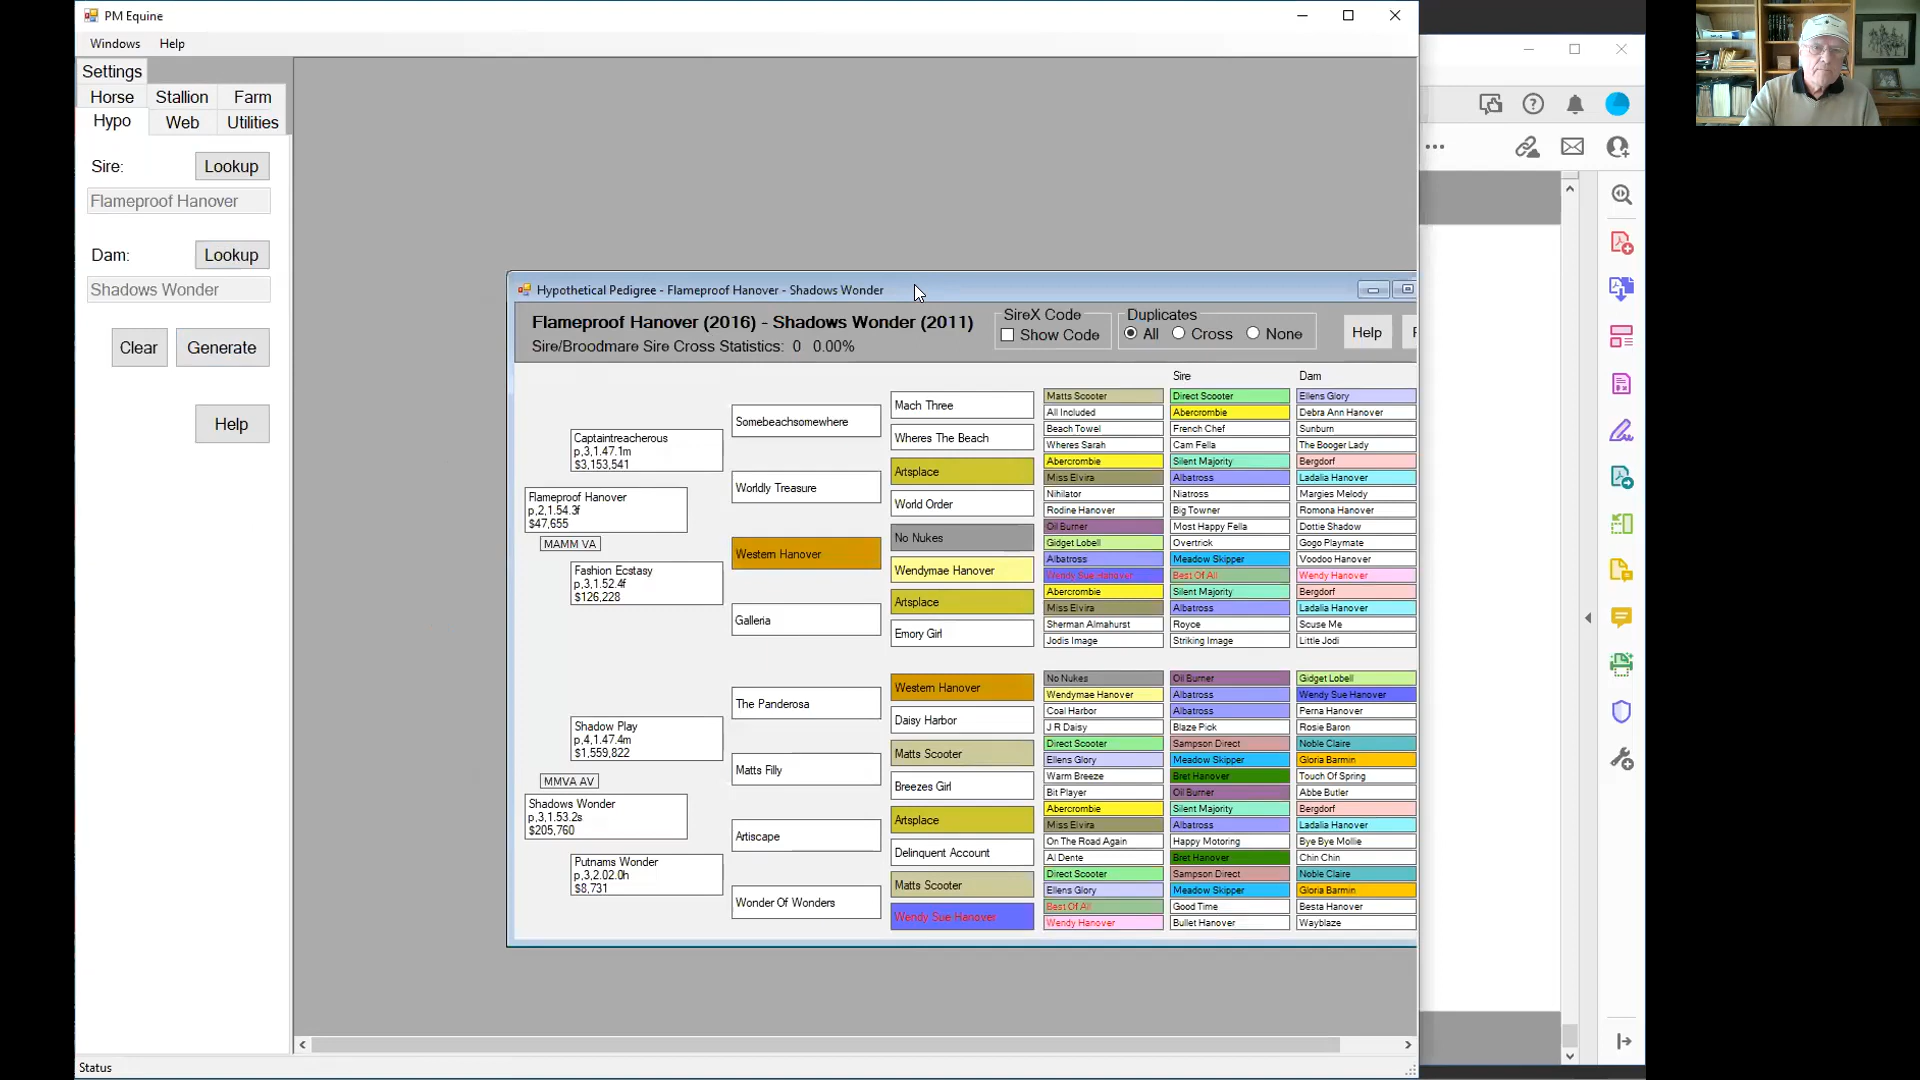 PM Equine
Windows Help
Settings
Horse Stallion Farm
Hypo Web Utilities
Sire: Lookup
Flameproof Hanover
Dam: Lookup
Shadows Wonder
Clear Generate
Help
Hypothetical Pedigree - Flameproof Hanover - Shadows Wonder
Flameproof Hanover (2016) - Shadows Wonder (2011)
Sire/Broodmare Sire Cross Statistics: 0 0.00%
SireX Code
Show Code
Duplicates
All Cross None
Help
Sire Dam
Flameproof Hanover
p,2,1.54.3f
$47,655
MAMM VA
Captaintreacherous
p,3,1.47.1m
$3,153,541
Fashion Ecstasy
p,3,1.52.4f
$126,228
Somebeachsomewhere
Worldly Treasure
Western Hanover
Galleria
Mach Three
Wheres The Beach
Artsplace
World Order
No Nukes
Wendymae Hanover
Artsplace
Emory Girl
Matts Scooter Direct Scooter Ellens Glory
All Included Abercrombie Debra Ann Hanover
Beach Towel French Chef Sunburn
Wheres Sarah Cam Fella The Booger Lady
Abercrombie Silent Majority Bergdorf
Miss Elvira Albatross Ladalia Hanover
Nihilator Niatross Margies Melody
Rodine Hanover Big Towner Romona Hanover
Oil Burner Most Happy Fella Dottie Shadow
Gidget Lobell Overtrick Gogo Playmate
Albatross Meadow Skipper Voodoo Hanover
Wendy Sue Hanover Best Of All Wendy Hanover
Abercrombie Silent Majority Bergdorf
Miss Elvira Albatross Ladalia Hanover
Sherman Almahurst Royce Scuse Me
Jodis Image Striking Image Little Jodi
Shadow Play
p,4,1.47.4m
$1,559,822
MMVA AV
Shadows Wonder
p,3,1.53.2s
$205,760
Putnams Wonder
p,3,2.02.0h
$8,731
The Panderosa
Matts Filly
Artiscape
Wonder Of Wonders
Western Hanover
Daisy Harbor
Matts Scooter
Breezes Girl
Artsplace
Delinquent Account
Matts Scooter
Wendy Sue Hanover
No Nukes Oil Burner Gidget Lobell
Wendymae Hanover Albatross Wendy Sue Hanover
Coal Harbor Albatross Perna Hanover
J R Daisy Blaze Pick Rosie Baron
Direct Scooter Sampson Direct Noble Claire
Ellens Glory Meadow Skipper Gloria Barmin
Warm Breeze Bret Hanover Touch Of Spring
Bit Player Oil Burner Abbe Butler
Abercrombie Silent Majority Bergdorf
Miss Elvira Albatross Ladalia Hanover
On The Road Again Happy Motoring Bye Bye Mollie
Al Dente Bret Hanover Chin Chin
Direct Scooter Sampson Direct Noble Claire
Ellens Glory Meadow Skipper Gloria Barmin
Best Of All Good Time Besta Hanover
Wendy Hanover Bullet Hanover Wayblaze
Status